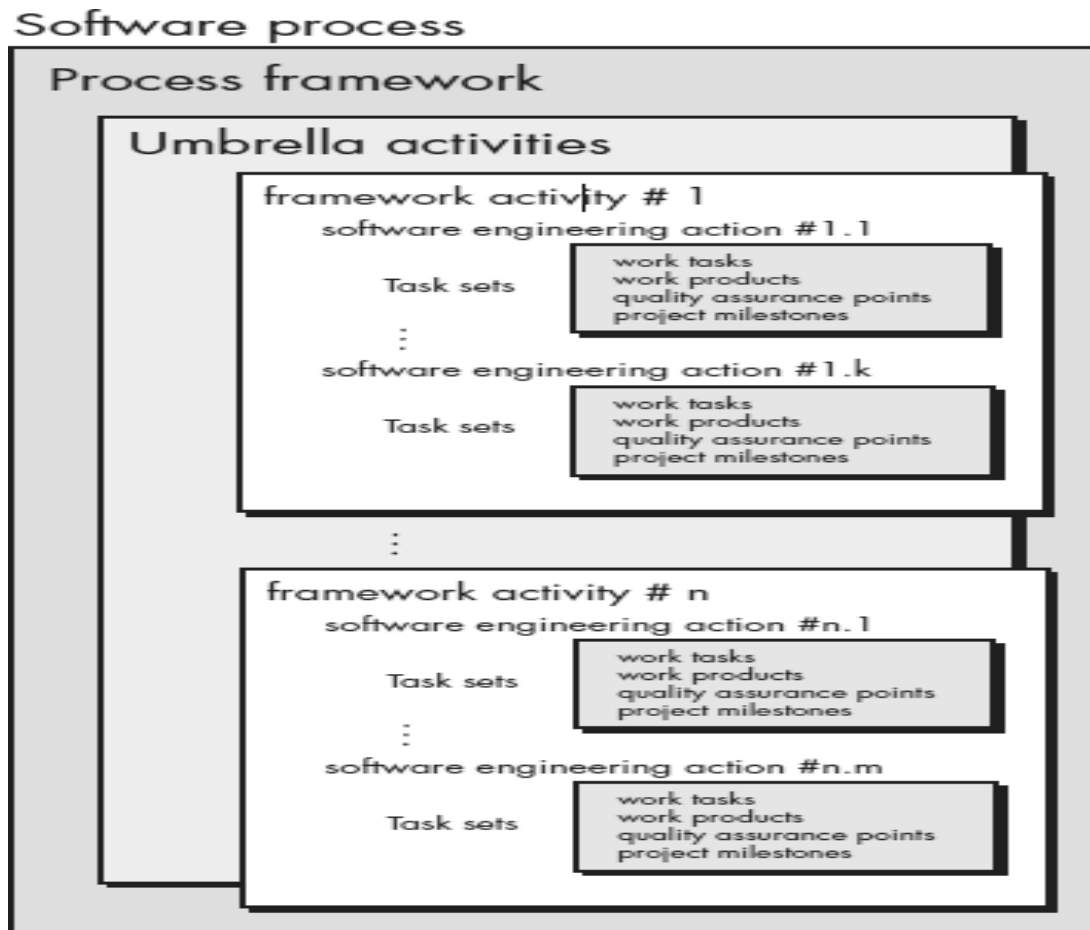 Software process
Process framework
Umbrella activities
framework activity # 1
software engineering action #1.1
Task sets
work tasks
work products
quality assurance points
project milestones
⋮
software engineering action #1.k
Task sets
work tasks
work products
quality assurance points
project milestones
⋮
framework activity # n
software engineering action #n.1
Task sets
work tasks
work products
quality assurance points
project milestones
⋮
software engineering action #n.m
Task sets
work tasks
work products
quality assurance points
project milestones